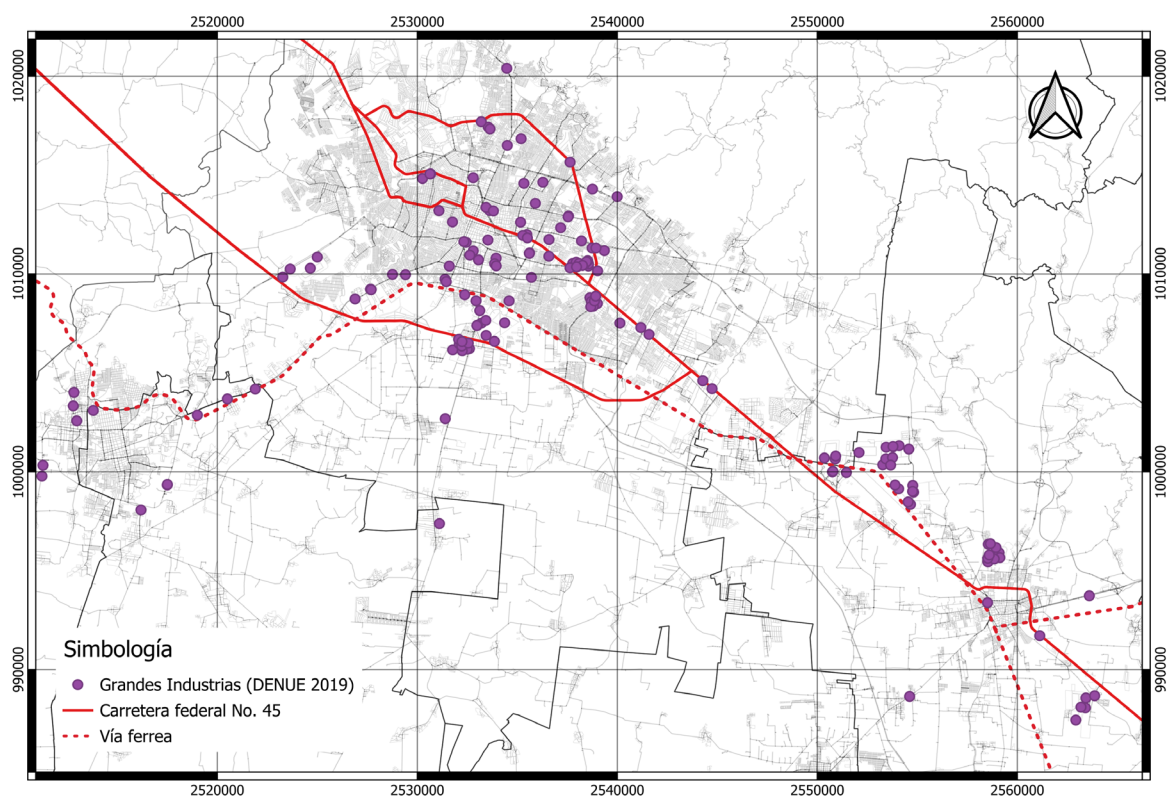 2520000 2530000 2540000 2550000 2560000
1020000 1020000
1010000 1010000
1000000 1000000
990000 990000
Simbología
Grandes Industrias (DENUE 2019)
Carretera federal No. 45
Vía ferrea
2520000 2530000 2540000 2550000 2560000